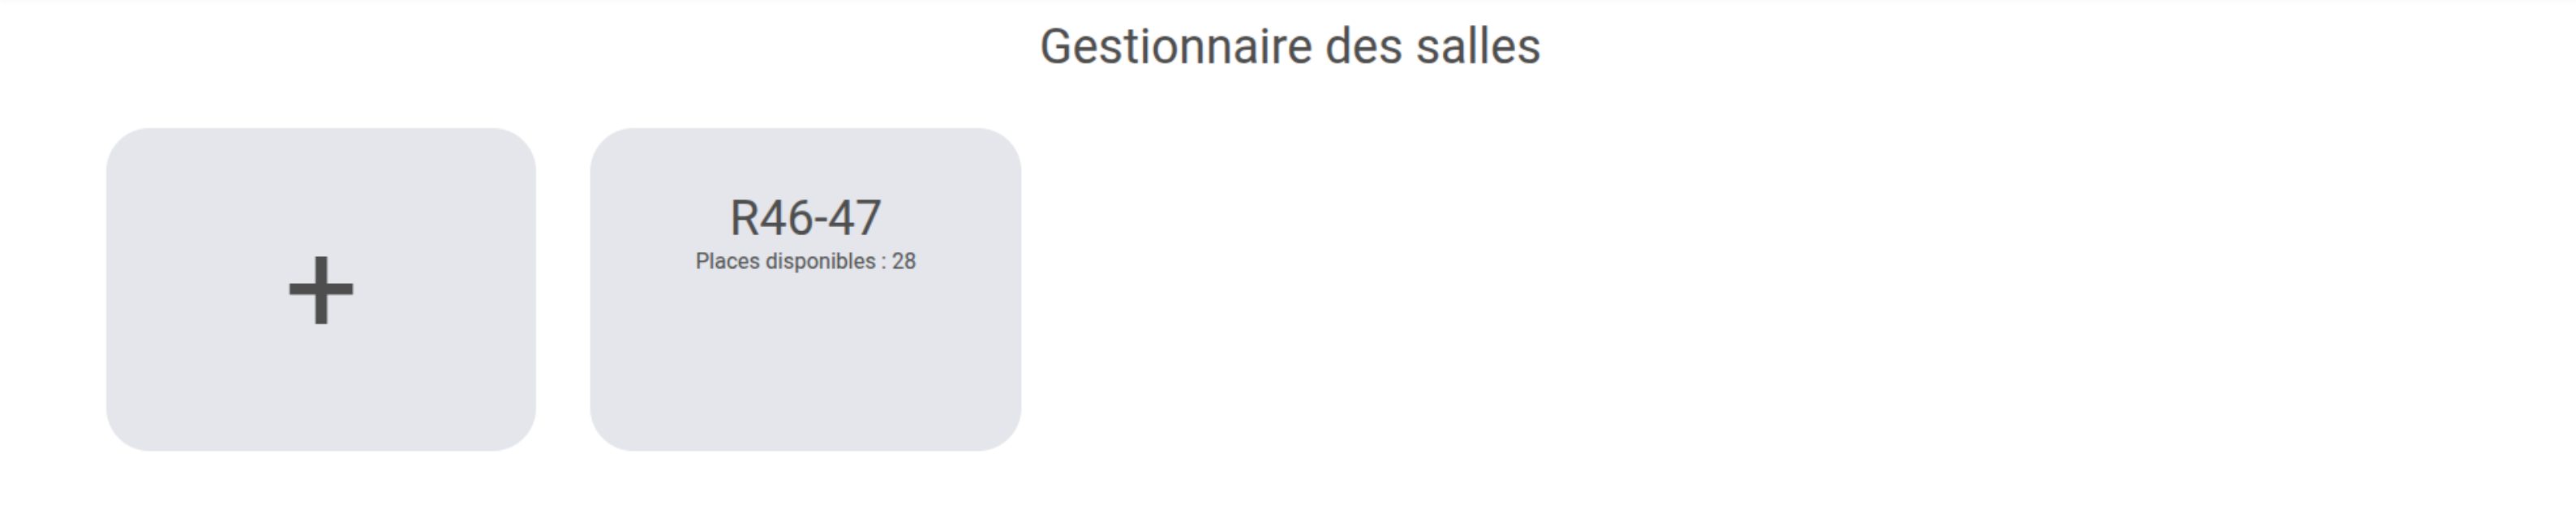 Gestionnaire des salles
+
R46-47
Places disponibles : 28